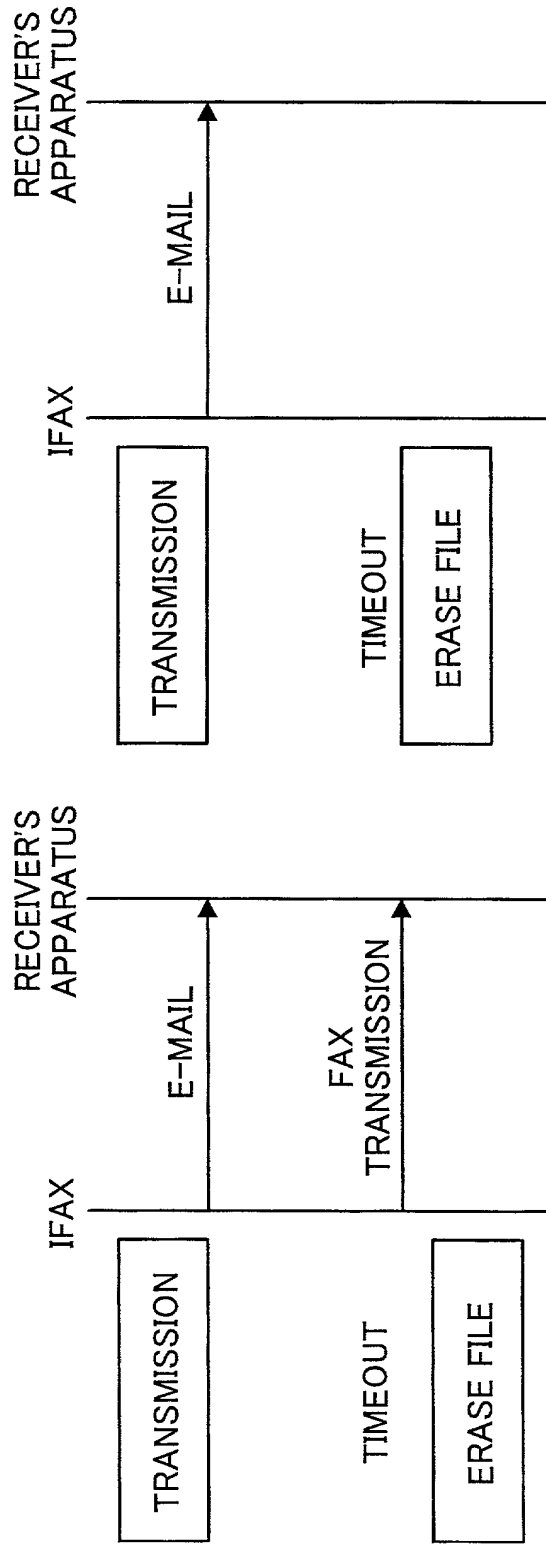 IFAX
RECEIVER'S
APPARATUS
TRANSMISSION
E-MAIL
TIMEOUT
FAX
TRANSMISSION
ERASE FILE
IFAX
RECEIVER'S
APPARATUS
TRANSMISSION
E-MAIL
TIMEOUT
ERASE FILE